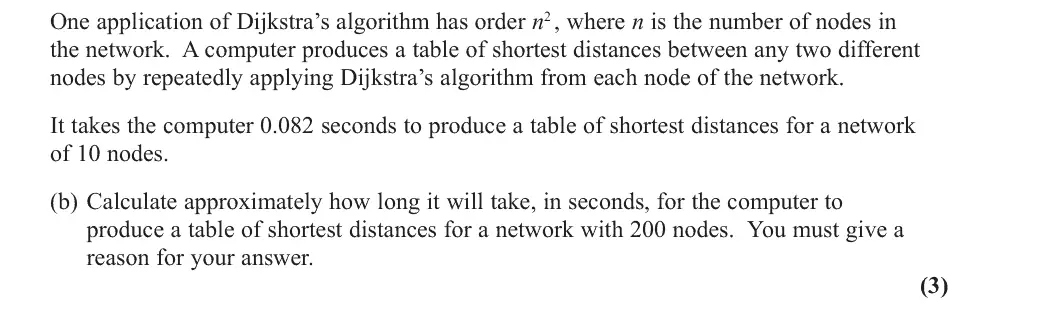 One application of Dijkstra’s algorithm has order n², where n is the number of nodes in
the network. A computer produces a table of shortest distances between any two different
nodes by repeatedly applying Dijkstra’s algorithm from each node of the network.
It takes the computer 0.082 seconds to produce a table of shortest distances for a network
of 10 nodes.
(b) Calculate approximately how long it will take, in seconds, for the computer to
produce a table of shortest distances for a network with 200 nodes. You must give a
reason for your answer.
(3)